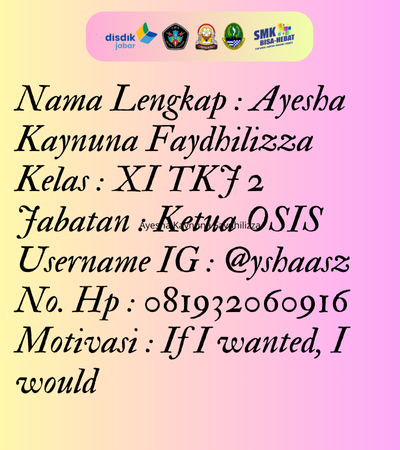 disdik
jabar
SMK
BISA-HEBAT
Nama Lengkap : Ayesha
Kaynuna Faydhilizza
Kelas : XI TKJ 2
Jabatan : Ketua OSIS
Ayesha Kaynuna Faydhilizza
Username IG : @yshaasz
No. Hp : 081932060916
Motivasi : If I wanted, I
would